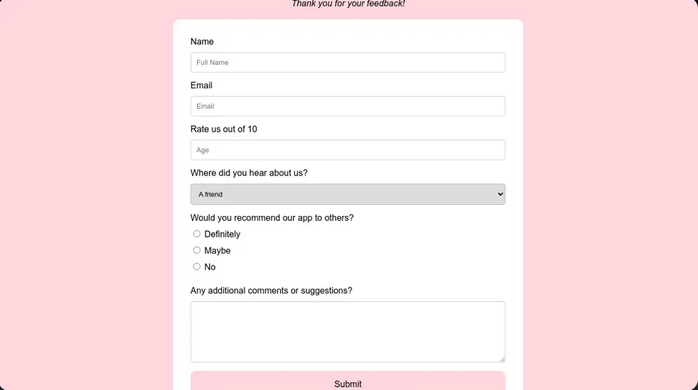 Thank you for your feedback!
Name
Full Name
Email
Email
Rate us out of 10
Age
Where did you hear about us?
A friend
Would you recommend our app to others?
Definitely
Maybe
No
Any additional comments or suggestions?
Submit